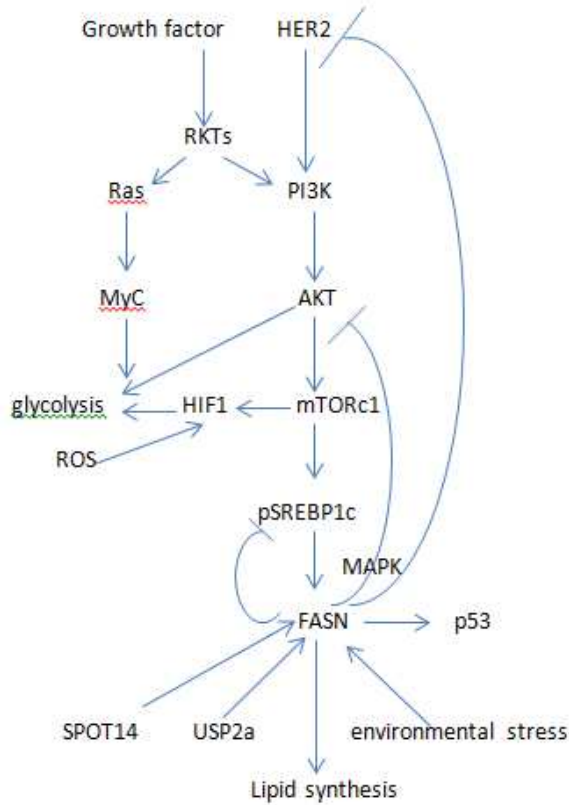 Growth factor
HER2
RKTs
Ras
PI3K
MyC
AKT
glycolysis
HIF1
mTORc1
ROS
pSREBP1c
MAPK
FASN
p53
SPOT14
USP2a
environmental stress
Lipid synthesis